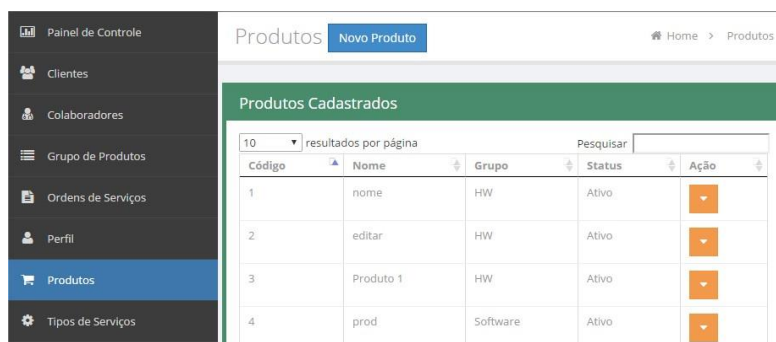 Painel de Controle
Clientes
Colaboradores
Grupo de Produtos
Ordens de Serviços
Perfil
Produtos
Tipos de Serviços
Produtos Novo Produto
Home > Produtos
Produtos Cadastrados
10 resultados por página Pesquisar
Código Nome Grupo Status Ação
1 nome HW Ativo
2 editar HW Ativo
3 Produto 1 HW Ativo
4 prod Software Ativo